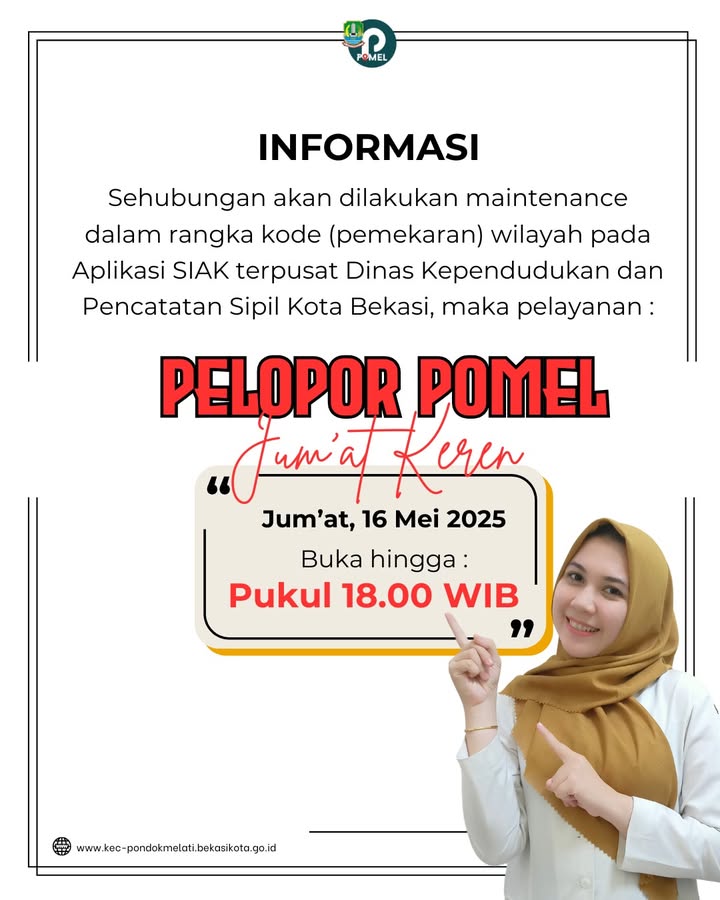 POMEL
INFORMASI
Sehubungan akan dilakukan maintenance
dalam rangka kode (pemekaran) wilayah pada
Aplikasi SIAK terpusat Dinas Kependudukan dan
Pencatatan Sipil Kota Bekasi, maka pelayanan :
PELOPOR POMEL
Jum'at Keren
“
Jum’at, 16 Mei 2025
Buka hingga :
Pukul 18.00 WIB
”
www.kec-pondokmelati.bekasikota.go.id